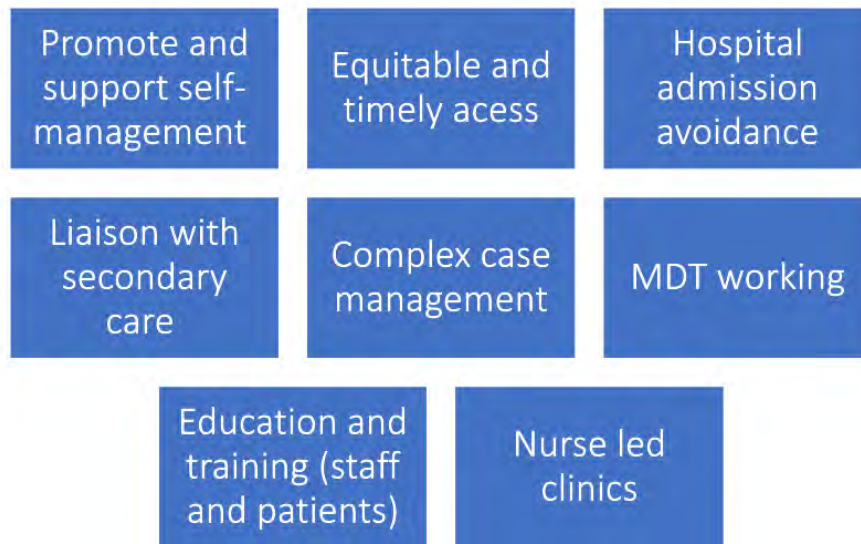 Promote and
support self-
management
Equitable and
timely acess
Hospital
admission
avoidance
Liaison with
secondary
care
Complex case
management
MDT working
Education and
training (staff
and patients)
Nurse led
clinics